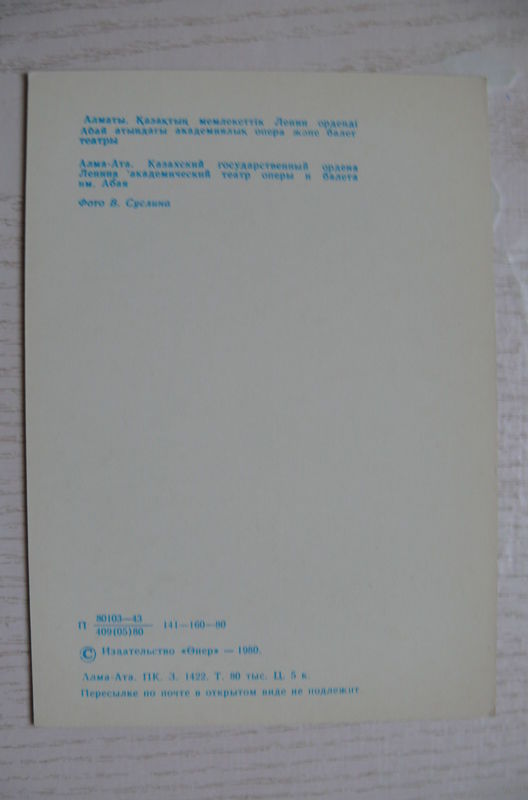 Алматы. Қазақтың мемлекеттік Ленин орденді
Абай атындағы академиялық опера және балет
театры
Алма-Ата. Казахский государственный ордена
Ленина академический театр оперы и балета
им. Абая
Фото В. Суслина
П 80103—43
409(05)80 141—160—80
© Издательство «Өнер» — 1980.
Алма-Ата. ПК. З. 1422. Т. 80 тыс. Ц. 5 к.
Пересылке по почте в открытом виде не подлежит.